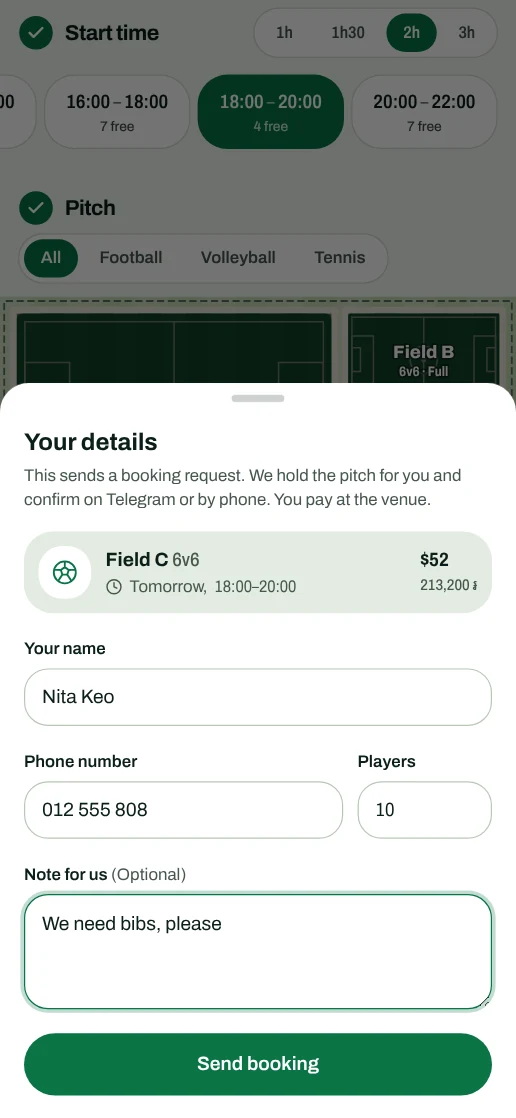 Start time
1h 1h30 2h 3h
00 16:00 – 18:00 18:00 – 20:00 20:00 – 22:00
7 free 4 free 7 free
Pitch
All Football Volleyball Tennis
Field B
6v6 · Full
Your details
This sends a booking request. We hold the pitch for you and
confirm on Telegram or by phone. You pay at the venue.
Field C 6v6 $52
Tomorrow, 18:00–20:00 213,200 ៛
Your name
Nita Keo
Phone number Players
012 555 808 10
Note for us (Optional)
We need bibs, please
Send booking